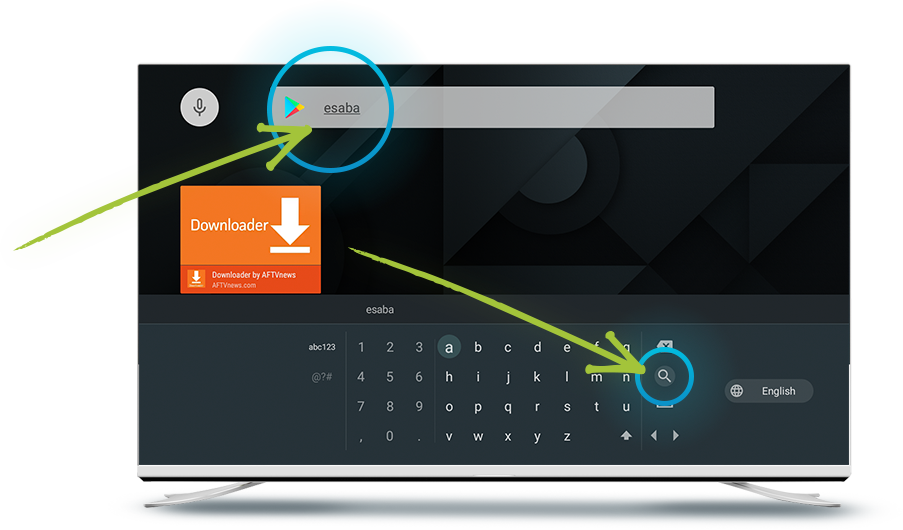 esaba
Downloader
Downloader by AFTVnews
AFTVnews.com
esaba
abc123 1 2 3 a b c d e f g
@?# 4 5 6 h i j k l m n
7 8 9 o p q r s t u
, 0 . v w x y z
English